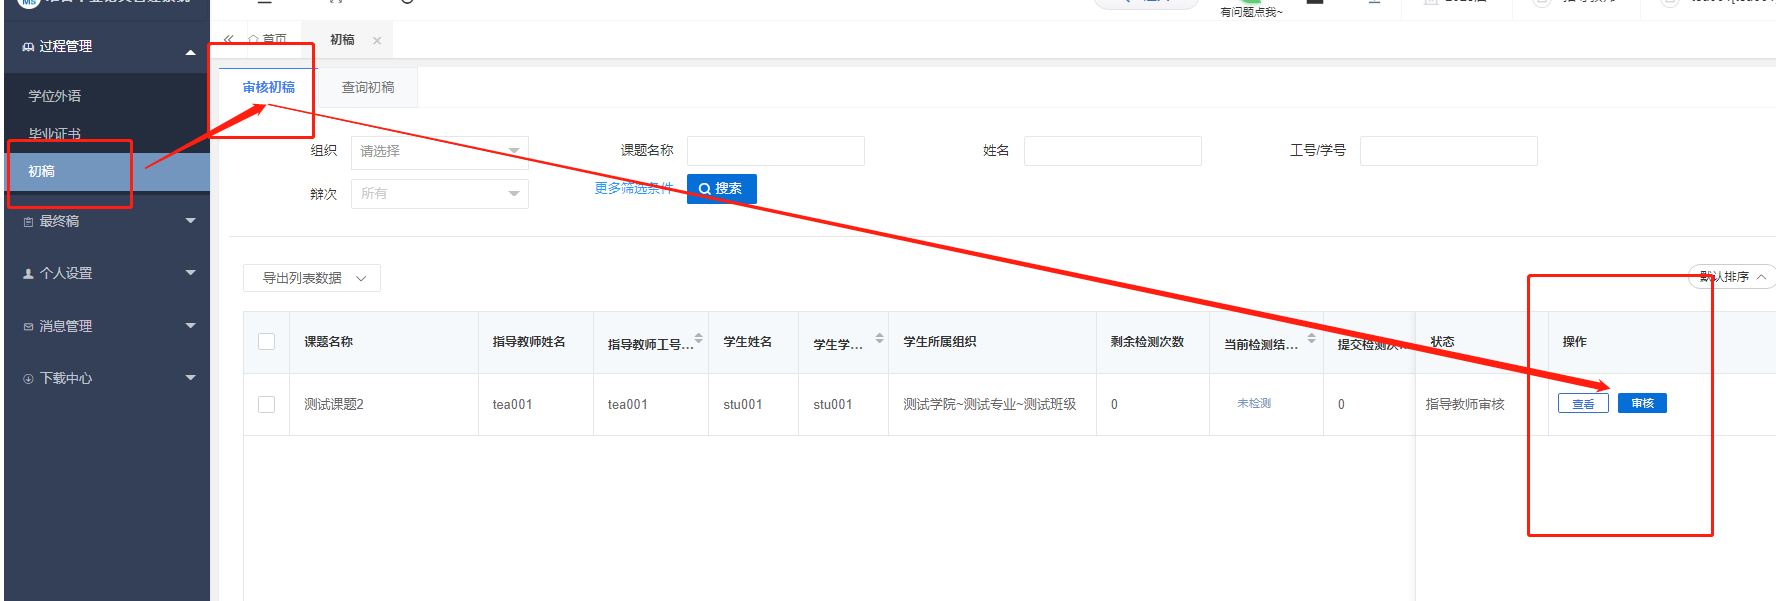 有问题点我~
过程管理
首页
初稿
学位外语
毕业证书
初稿
最终稿
个人设置
消息管理
下载中心
审核初稿
查询初稿
组织 请选择
课题名称
姓名
工号/学号
辩次 所有
更多筛选条件
搜索
导出列表数据
默认排序
课题名称 指导教师姓名 指导教师工号... 学生姓名 学生学... 学生所属组织 剩余检测次数 当前检测结... 提交检测次... 状态 操作
测试课题2 tea001 tea001 stu001 stu001 测试学院~测试专业~测试班级 0 未检测 0 指导教师审核 查看 审核